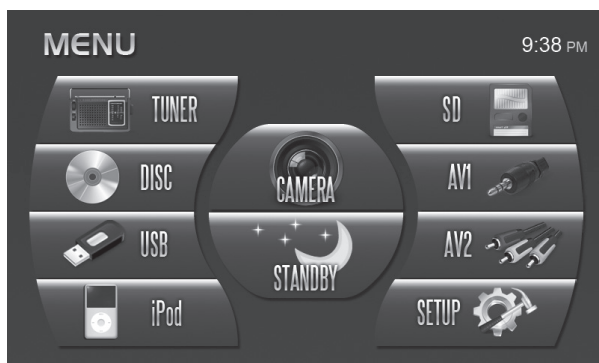 MENU
9:38 PM
TUNER
SD
DISC
CAMERA
AV1
USB
STANDBY
AV2
iPod
SETUP